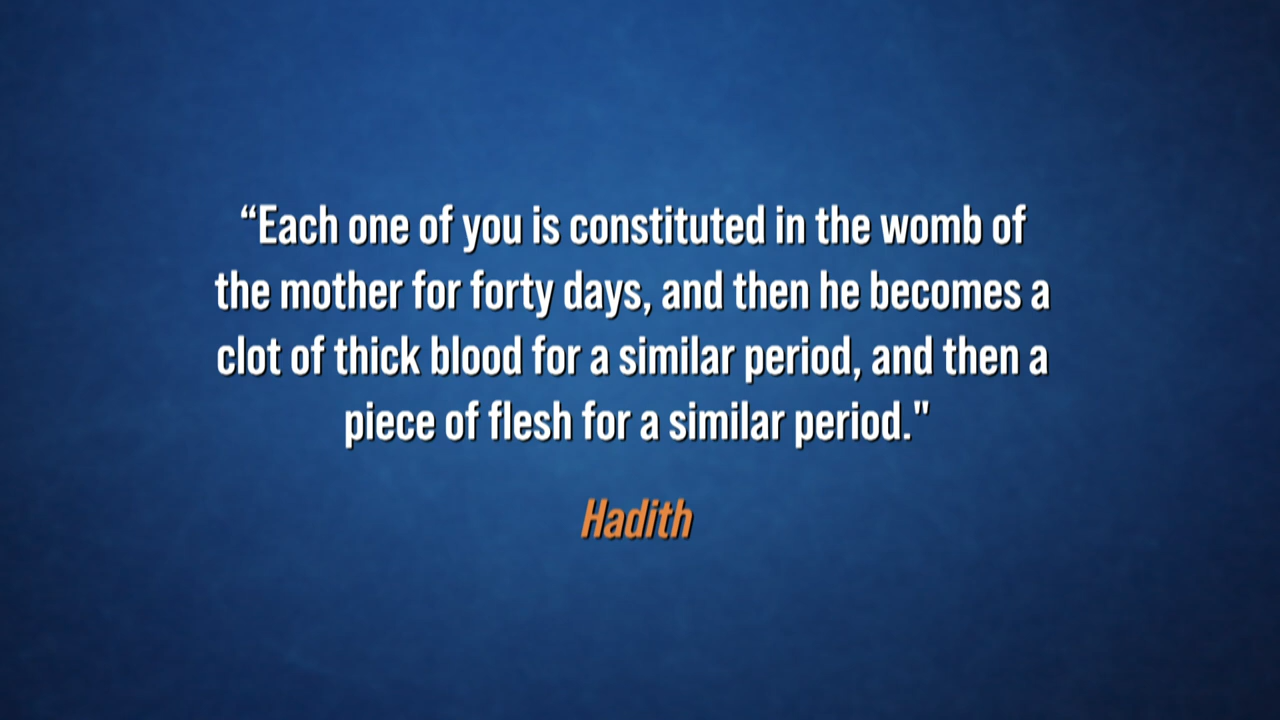 “Each one of you is constituted in the womb of
the mother for forty days, and then he becomes a
clot of thick blood for a similar period, and then a
piece of flesh for a similar period."
Hadith